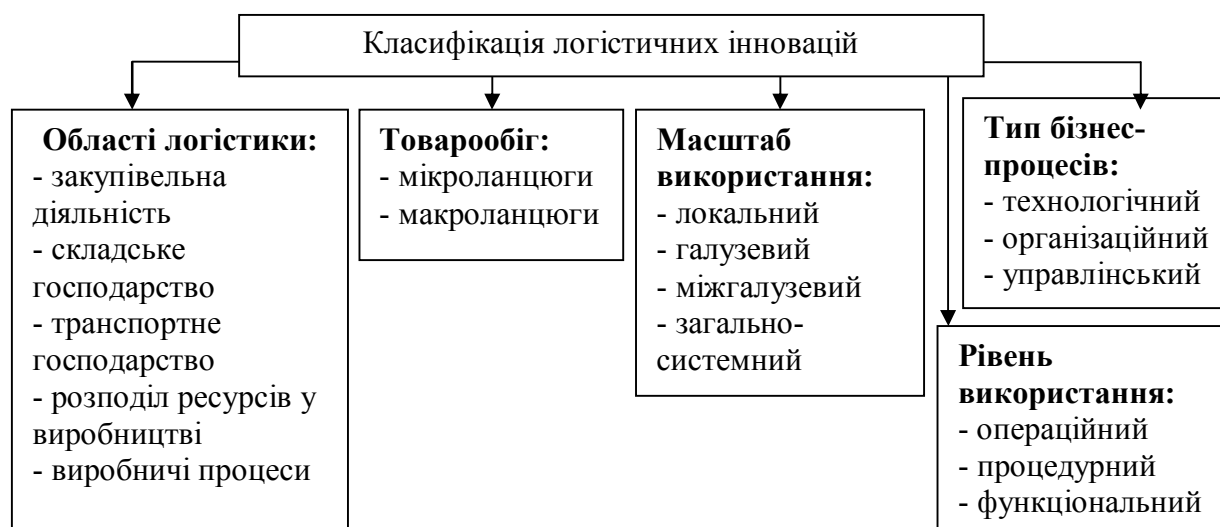 Класифікація логістичних інновацій
Області логістики:
- закупівельна
діяльність
- складське
господарство
- транспортне
господарство
- розподіл ресурсів у
виробництві
- виробничі процеси
Товарообіг:
- мікроланцюги
- макроланцюги
Масштаб
використання:
- локальний
- галузевий
- міжгалузевий
- загально-
системний
Тип бізнес-
процесів:
- технологічний
- організаційний
- управлінський
Рівень
використання:
- операційний
- процедурний
- функціональний